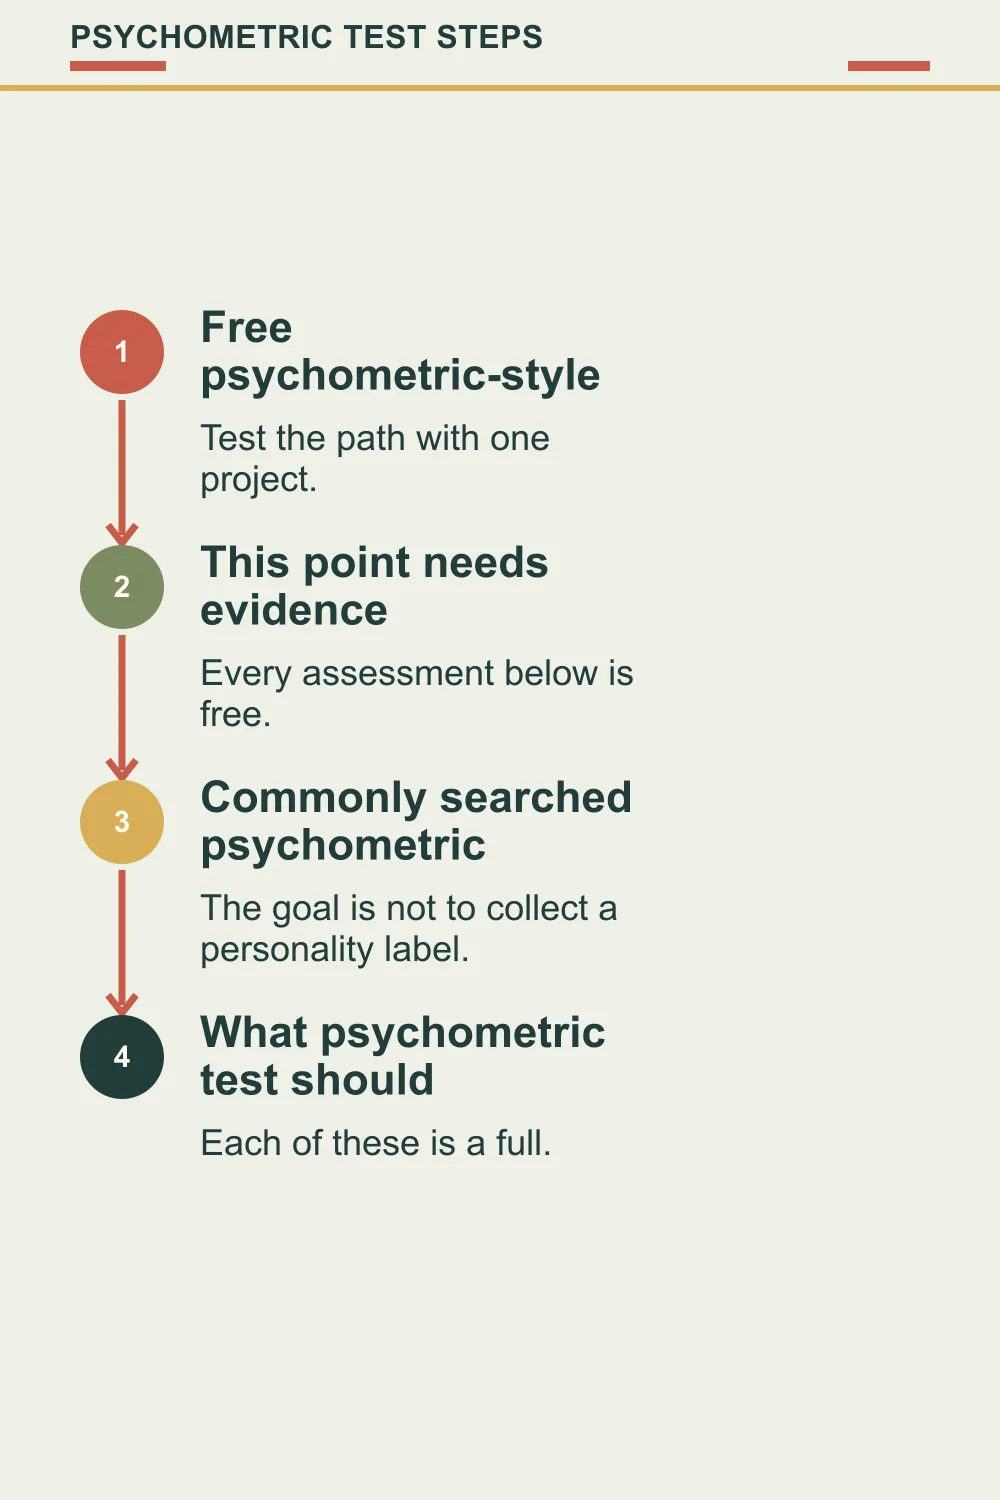 PSYCHOMETRIC TEST STEPS
1
Free
psychometric-style
Test the path with one
project.
2
This point needs
evidence
Every assessment below is
free.
3
Commonly searched
psychometric
The goal is not to collect a
personality label.
4
What psychometric
test should
Each of these is a full.